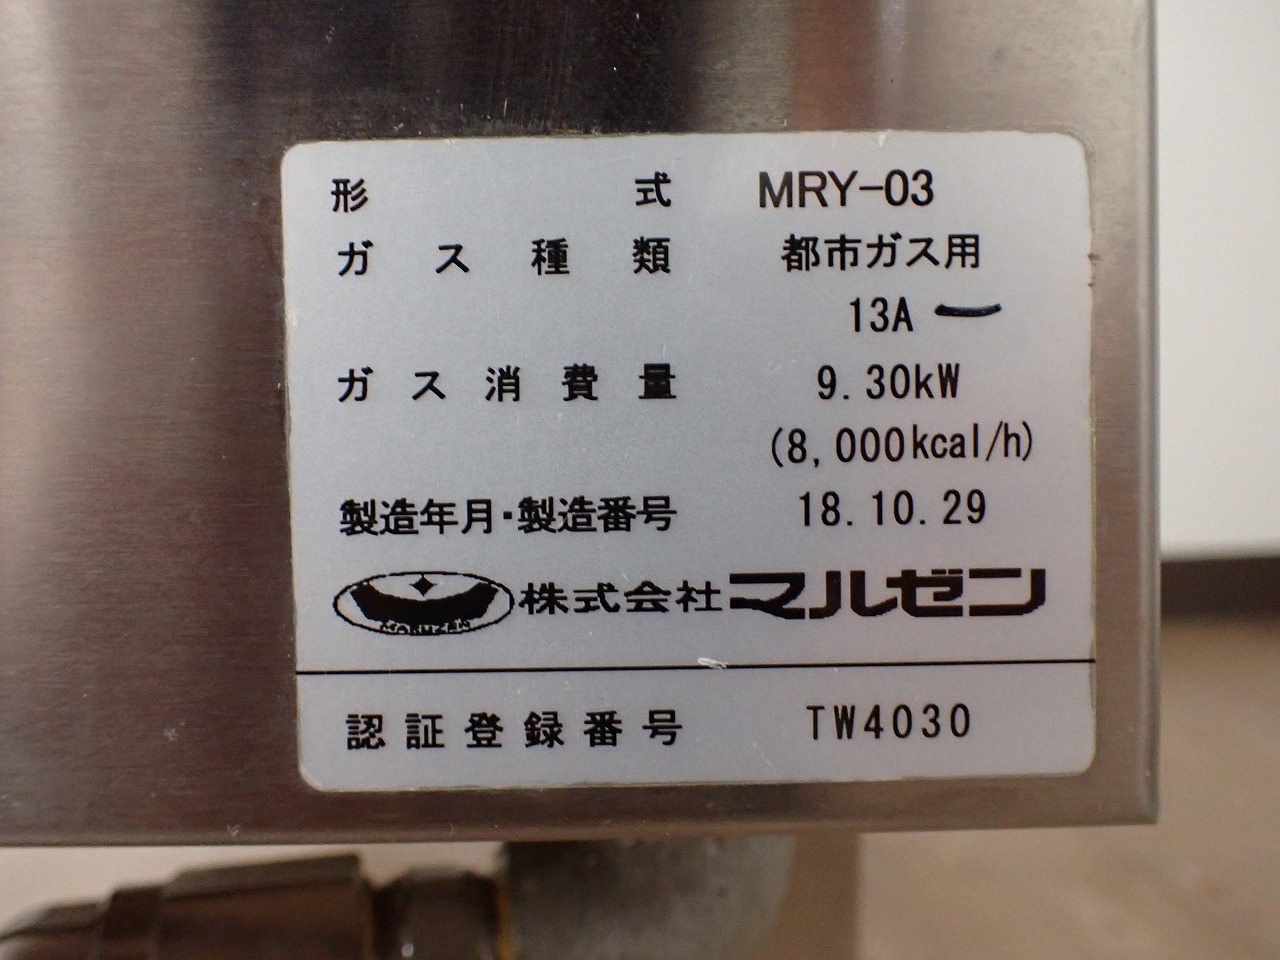 形式 MRY-03
ガス種類 都市ガス用
13A
ガス消費量 9.30kW
(8,000kcal/h)
製造年月・製造番号 18.10.29
MARUZEN 株式会社マルゼン
認証登録番号 TW4030